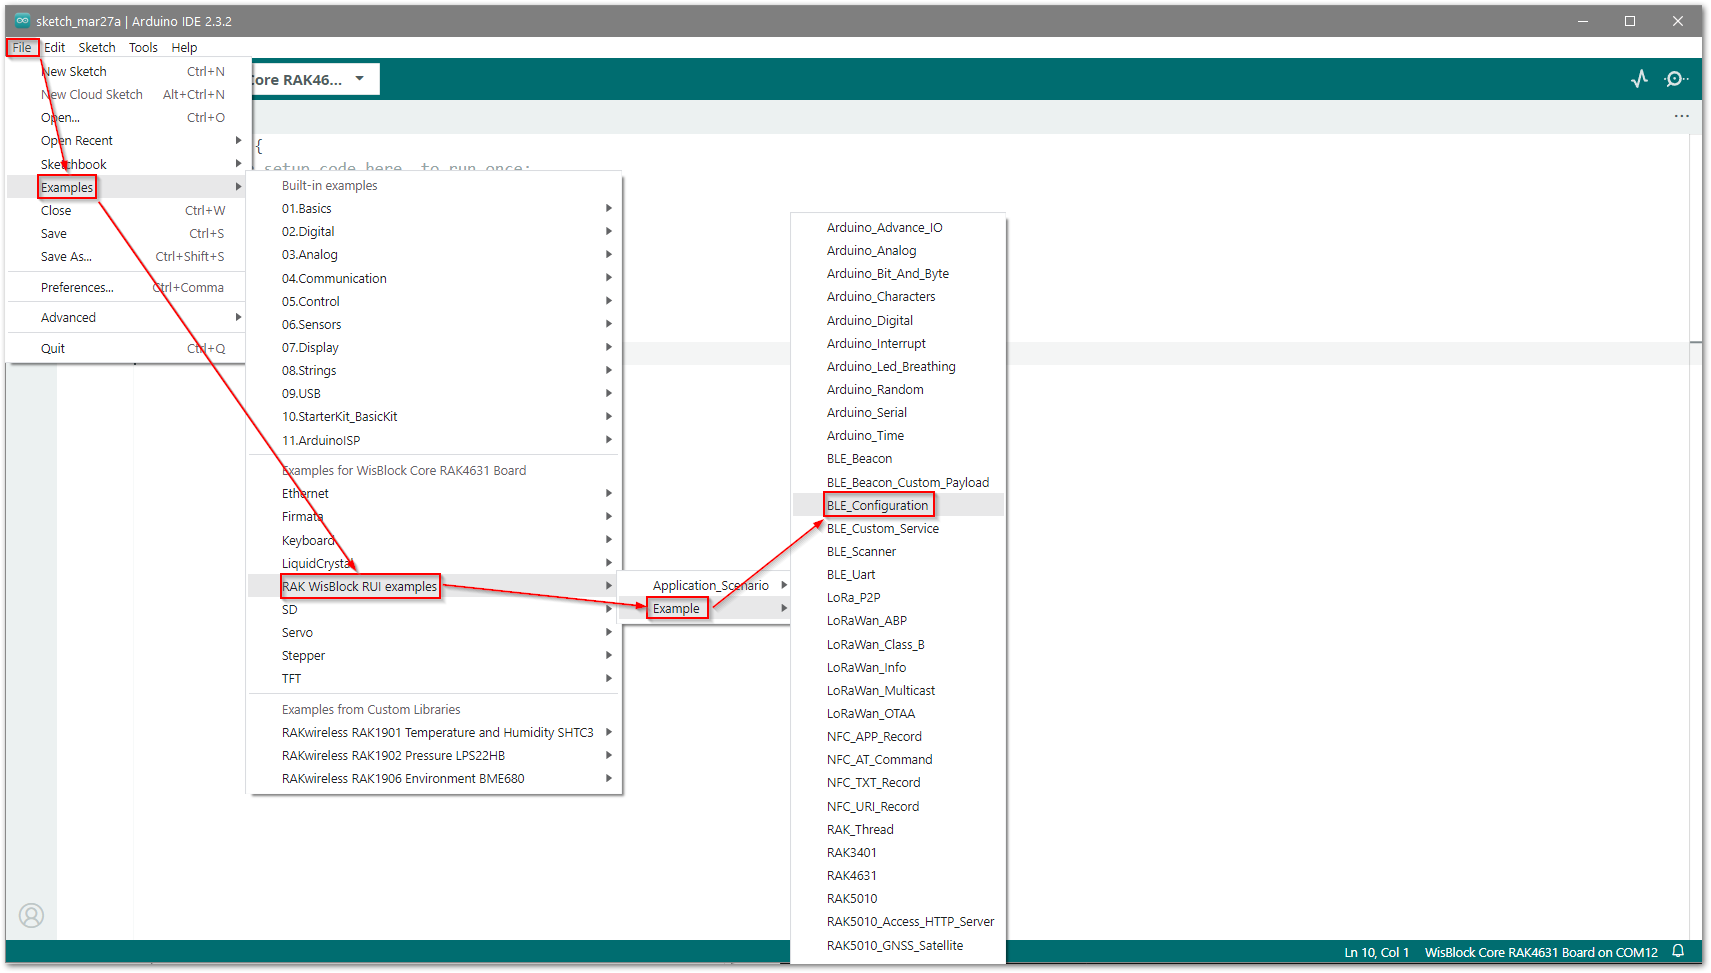 sketch_mar27a | Arduino IDE 2.3.2
File Edit Sketch Tools Help
New Sketch Ctrl+N
New Cloud Sketch Alt+Ctrl+N
Open... Ctrl+O
Open Recent
Sketchbook
Examples
Close Ctrl+W
Save Ctrl+S
Save As... Ctrl+Shift+S
Preferences... Ctrl+Comma
Advanced
Quit Ctrl+Q
Core RAK46...
{
setup code here, to run once:
Built-in examples
01.Basics
02.Digital
03.Analog
04.Communication
05.Control
06.Sensors
07.Display
08.Strings
09.USB
10.StarterKit_BasicKit
11.ArduinoISP
Examples for WisBlock Core RAK4631 Board
Ethernet
Firmata
Keyboard
LiquidCrystal
RAK WisBlock RUI examples
SD
Servo
Stepper
TFT
Examples from Custom Libraries
RAKwireless RAK1901 Temperature and Humidity SHTC3
RAKwireless RAK1902 Pressure LPS22HB
RAKwireless RAK1906 Environment BME680
Application_Scenario
Example
Arduino_Advance_IO
Arduino_Analog
Arduino_Bit_And_Byte
Arduino_Characters
Arduino_Digital
Arduino_Interrupt
Arduino_Led_Breathing
Arduino_Random
Arduino_Serial
Arduino_Time
BLE_Beacon
BLE_Beacon_Custom_Payload
BLE_Configuration
BLE_Custom_Service
BLE_Scanner
BLE_Uart
LoRa_P2P
LoRaWan_ABP
LoRaWan_Class_B
LoRaWan_Info
LoRaWan_Multicast
LoRaWan_OTAA
NFC_APP_Record
NFC_AT_Command
NFC_TXT_Record
NFC_URI_Record
RAK_Thread
RAK3401
RAK4631
RAK5010
RAK5010_Access_HTTP_Server
RAK5010_GNSS_Satellite
Ln 10, Col 1 WisBlock Core RAK4631 Board on COM12